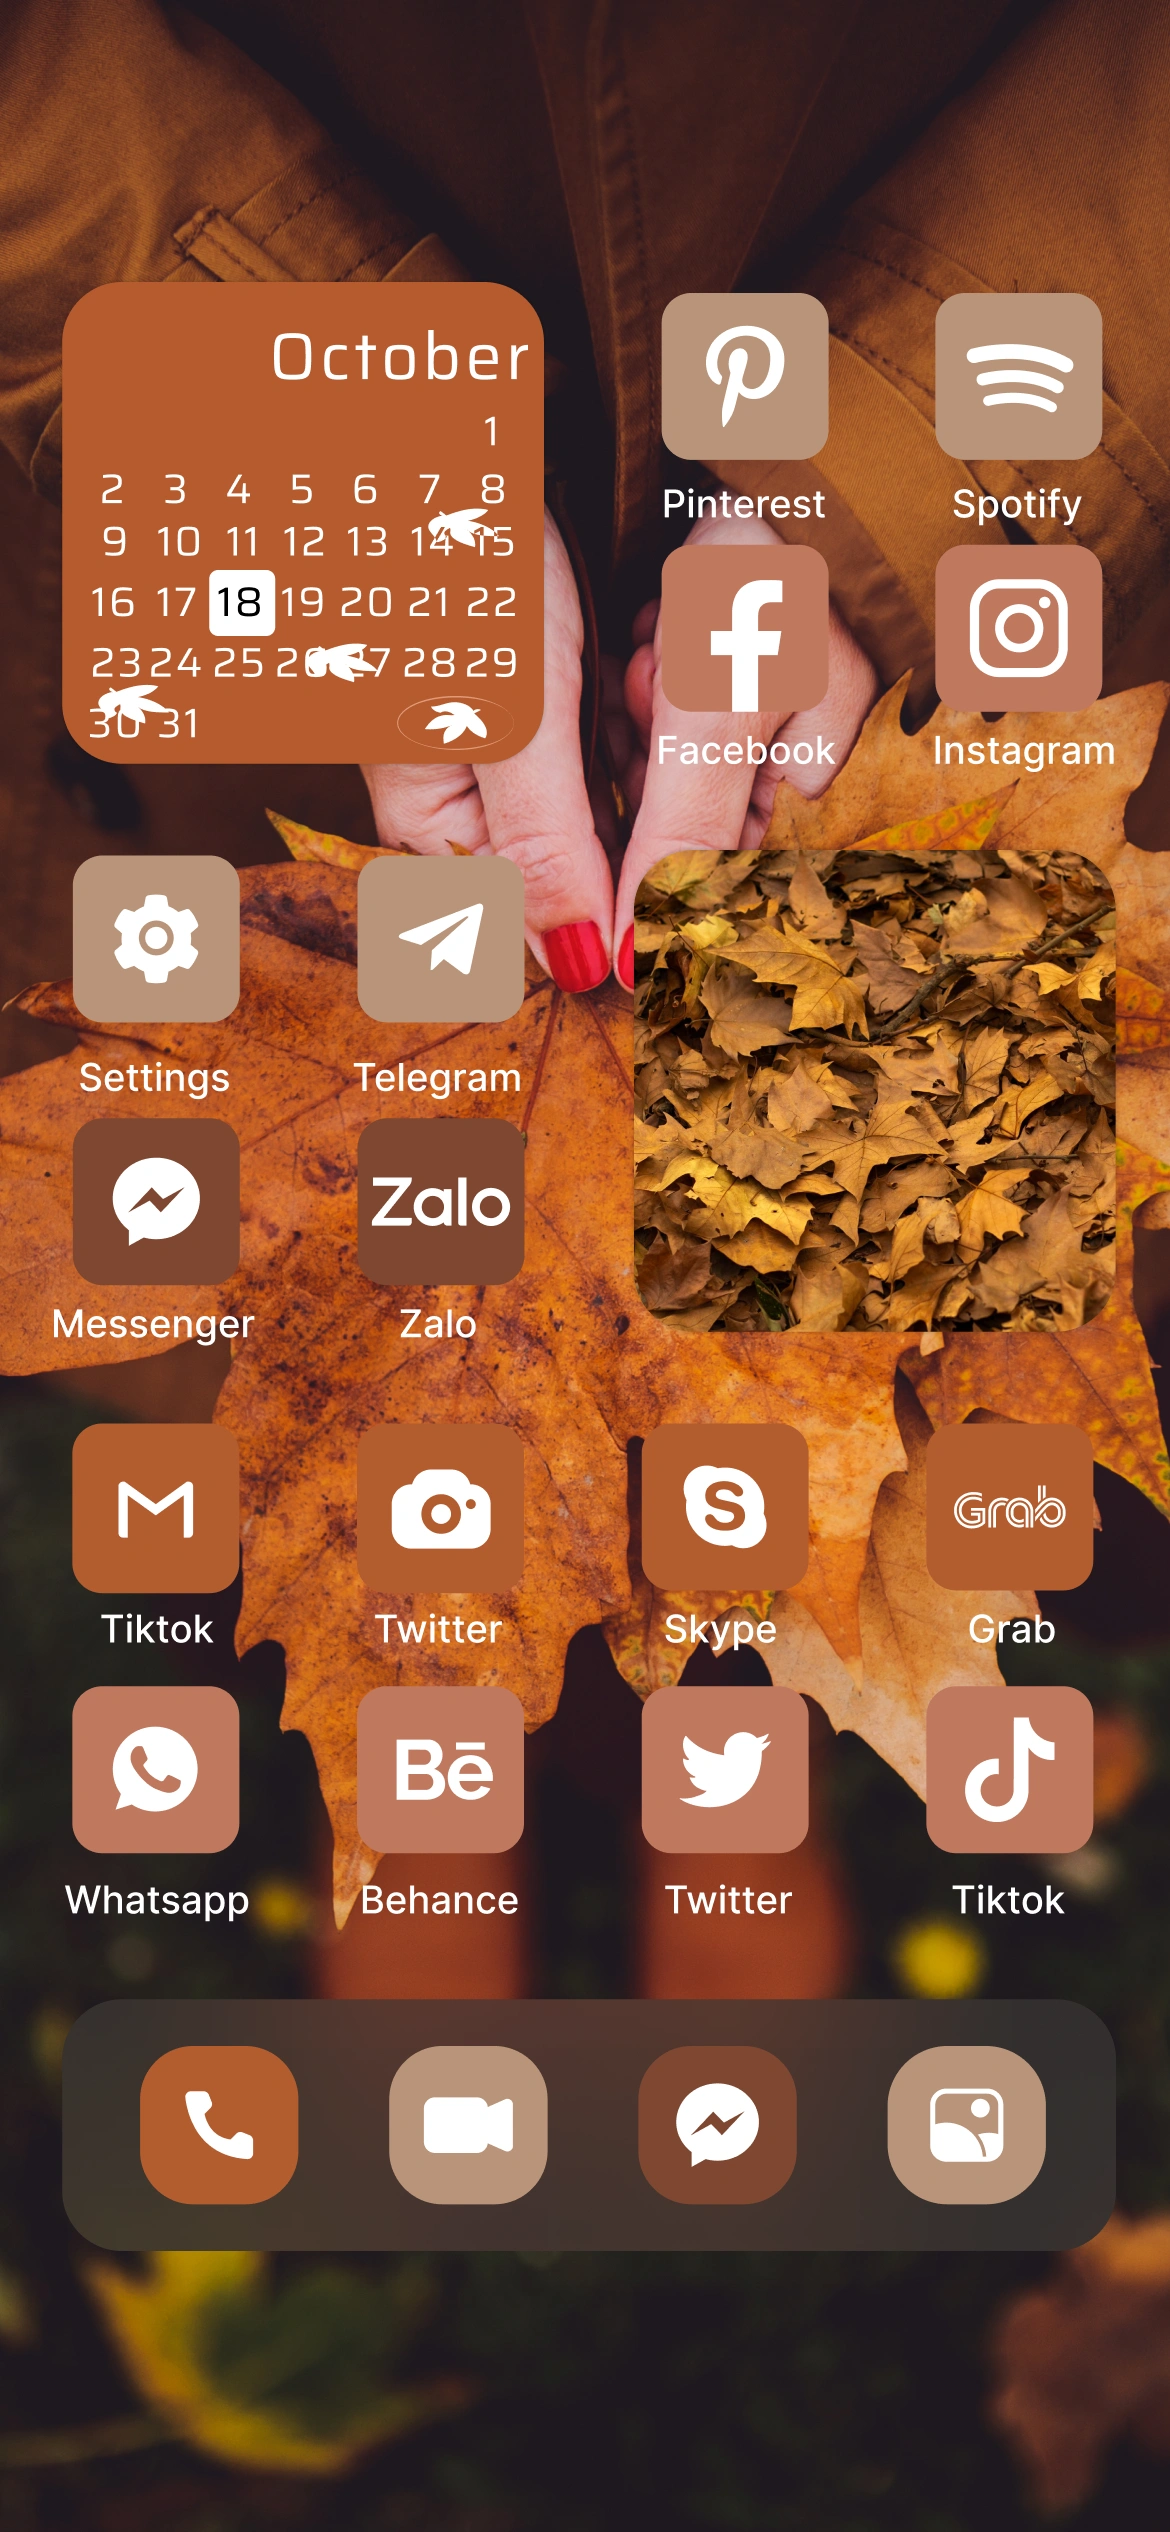 October
1
2 3 4 5 6 7 8
9 10 11 12 13 14 15
16 17 18 19 20 21 22
23 24 25 26 27 28 29
30 31
Pinterest Spotify
Facebook Instagram
Settings Telegram
Zalo
Messenger Zalo
Grab
Tiktok Twitter Skype Grab
Bē
Whatsapp Behance Twitter Tiktok